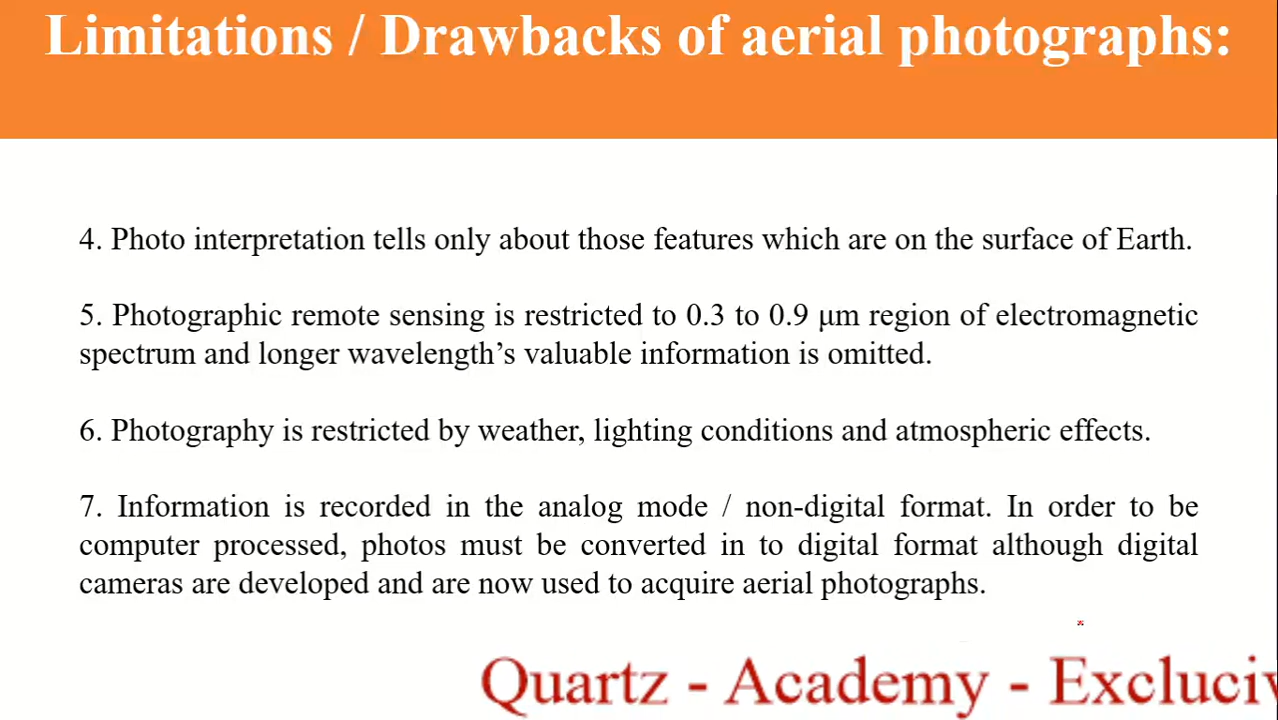 Limitations / Drawbacks of aerial photographs:
4. Photo interpretation tells only about those features which are on the surface of Earth.
5. Photographic remote sensing is restricted to 0.3 to 0.9 μm region of electromagnetic
spectrum and longer wavelength’s valuable information is omitted.
6. Photography is restricted by weather, lighting conditions and atmospheric effects.
7. Information is recorded in the analog mode / non-digital format. In order to be
computer processed, photos must be converted in to digital format although digital
cameras are developed and are now used to acquire aerial photographs.
Quartz - Academy - Excluciv